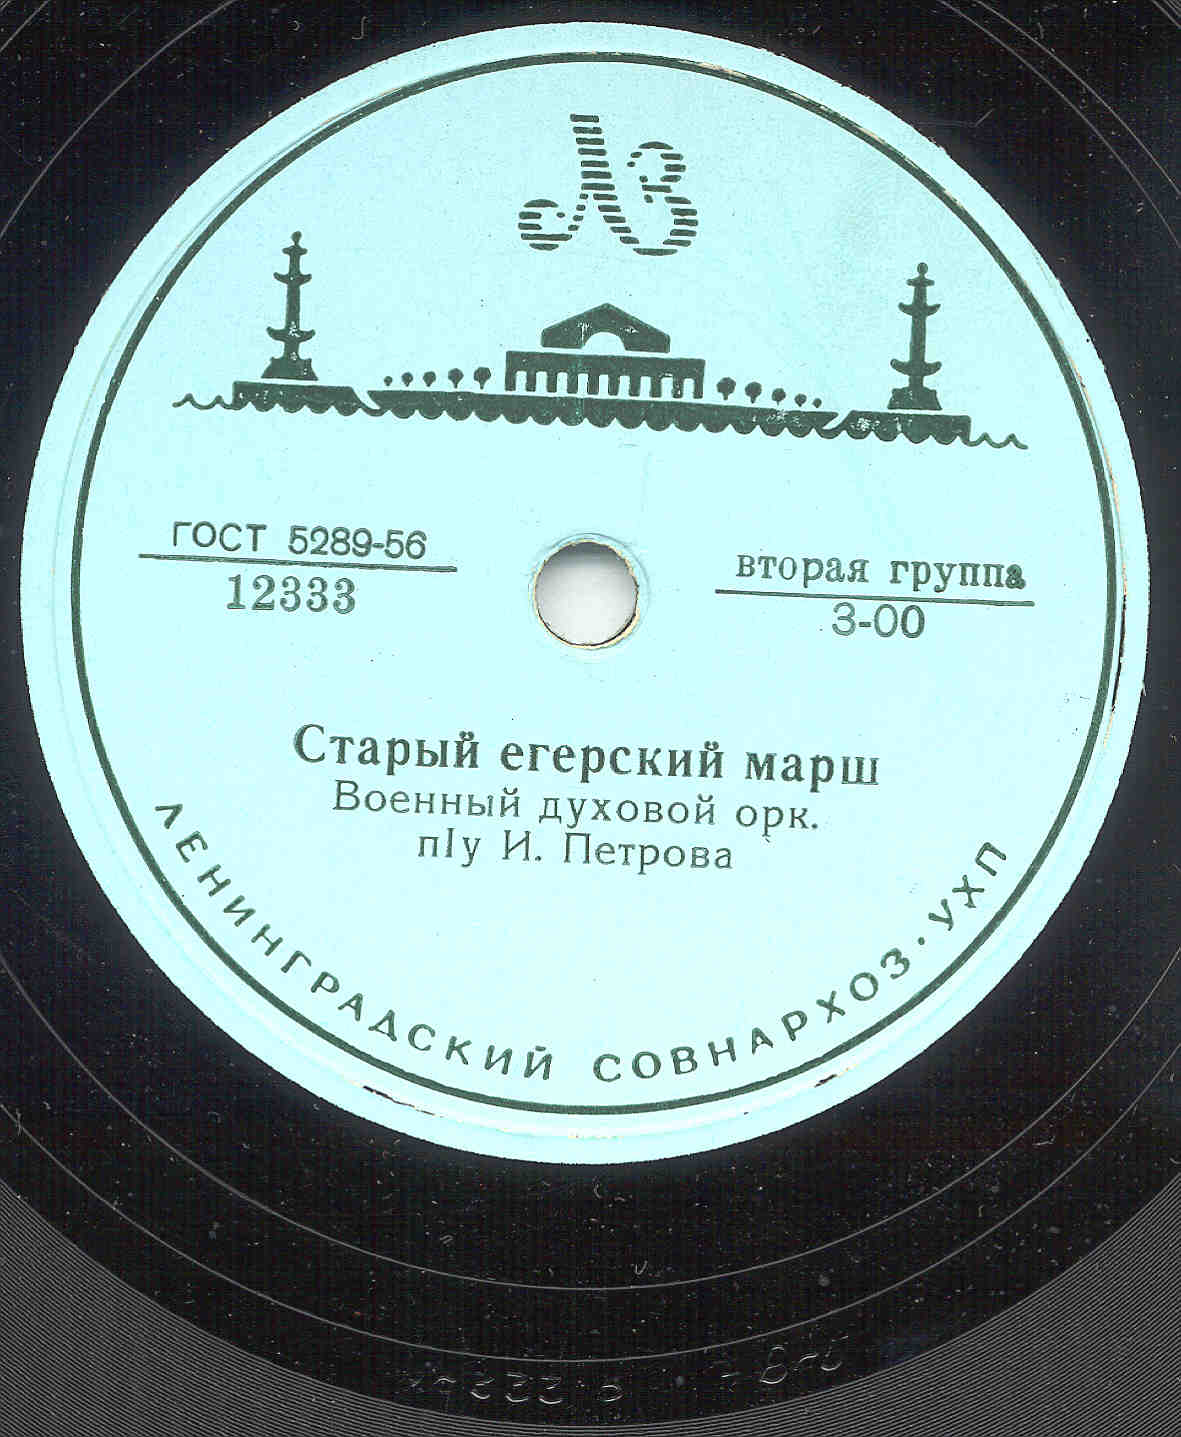 ЛЗ
ГОСТ 5289-56
12333
вторая группа
3-00
Старый егерский марш
Военный духовой орк.
п/у И. Петрова
ЛЕНИНГРАДСКИЙ СОВНАРХОЗ·УХП